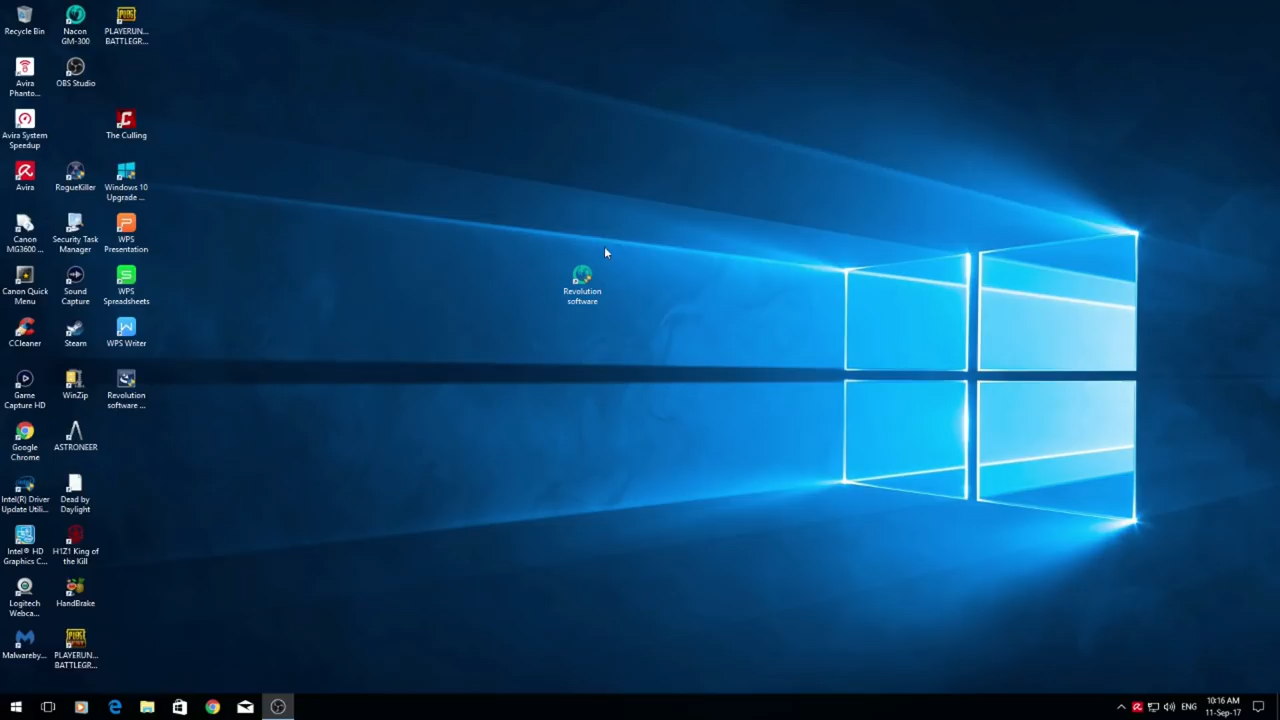 Recycle Bin
Nacon
GM-300
PLAYERUN...
BATTLEGR...
Avira
Phanto...
OBS Studio
Avira System
Speedup
The Culling
Avira
RogueKiller
Windows 10
Upgrade ...
Canon
MG3600 ...
Security Task
Manager
WPS
Presentation
Canon Quick
Menu
Sound
Capture
WPS
Spreadsheets
Revolution
software
CCleaner
Steam
WPS Writer
Game
Capture HD
WinZip
Revolution
software ...
Google
Chrome
ASTRONEER
Intel(R) Driver
Update Utili...
Dead by
Daylight
Intel® HD
Graphics C...
H1Z1 King of
the Kill
Logitech
Webca...
HandBrake
Malwareby...
PLAYERUN...
BATTLEGR...
ENG
10:16 AM
11-Sep-17